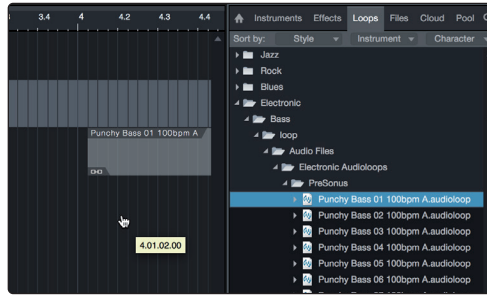 3.4 4 4.2 4.3 4.4
Instruments Effects Loops Files Cloud Pool
Sort by: Style Instrument Character
Jazz
Rock
Blues
Electronic
Bass
loop
Audio Files
Electronic Audioloops
PreSonus
Punchy Bass 01 100bpm A.audioloop
Punchy Bass 02 100bpm A.audioloop
Punchy Bass 03 100bpm A.audioloop
Punchy Bass 04 100bpm A.audioloop
Punchy Bass 05 100bpm A.audioloop
Punchy Bass 06 100bpm A.audioloop
Punchy Bass 01 100bpm A
4.01.02.00